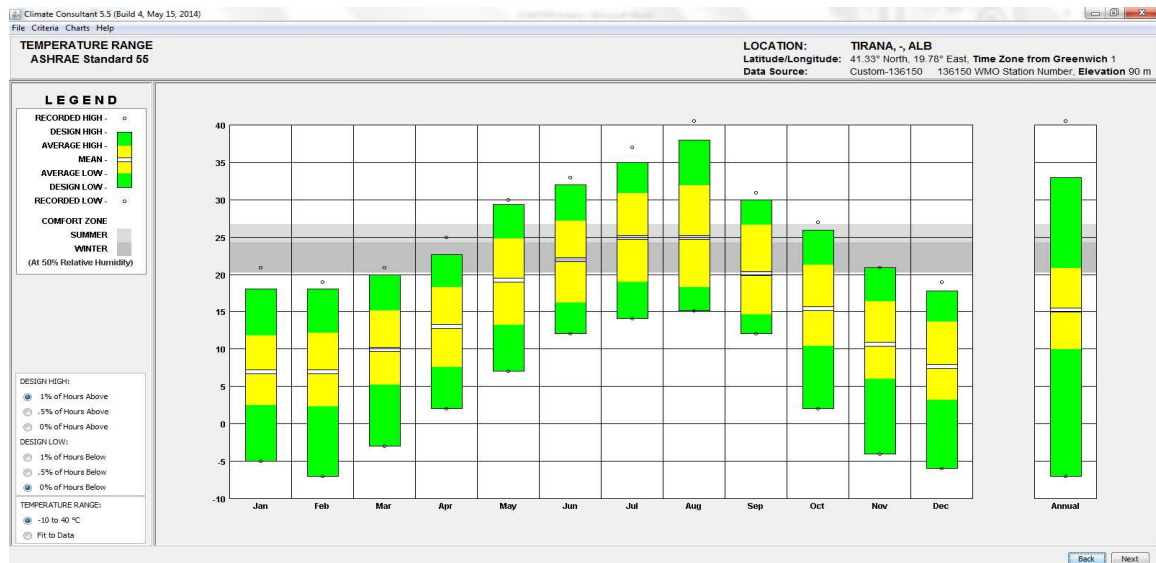 Climate Consultant 5.5 (Build 4, May 15, 2014)
File Criteria Charts Help
TEMPERATURE RANGE
ASHRAE Standard 55
LOCATION: TIRANA, -, ALB
Latitude/Longitude: 41.33° North, 19.78° East, Time Zone from Greenwich 1
Data Source: Custom-136150 136150 WMO Station Number, Elevation 90 m
LEGEND
RECORDED HIGH -
DESIGN HIGH -
AVERAGE HIGH -
MEAN -
AVERAGE LOW -
DESIGN LOW -
RECORDED LOW -
COMFORT ZONE
SUMMER
WINTER
(At 50% Relative Humidity)
DESIGN HIGH:
1% of Hours Above
.5% of Hours Above
0% of Hours Above
DESIGN LOW:
1% of Hours Below
.5% of Hours Below
0% of Hours Below
TEMPERATURE RANGE:
-10 to 40 °C
Fit to Data
40
35
30
25
20
15
10
5
0
-5
-10
Jan Feb Mar Apr May Jun Jul Aug Sep Oct Nov Dec Annual
Back Next